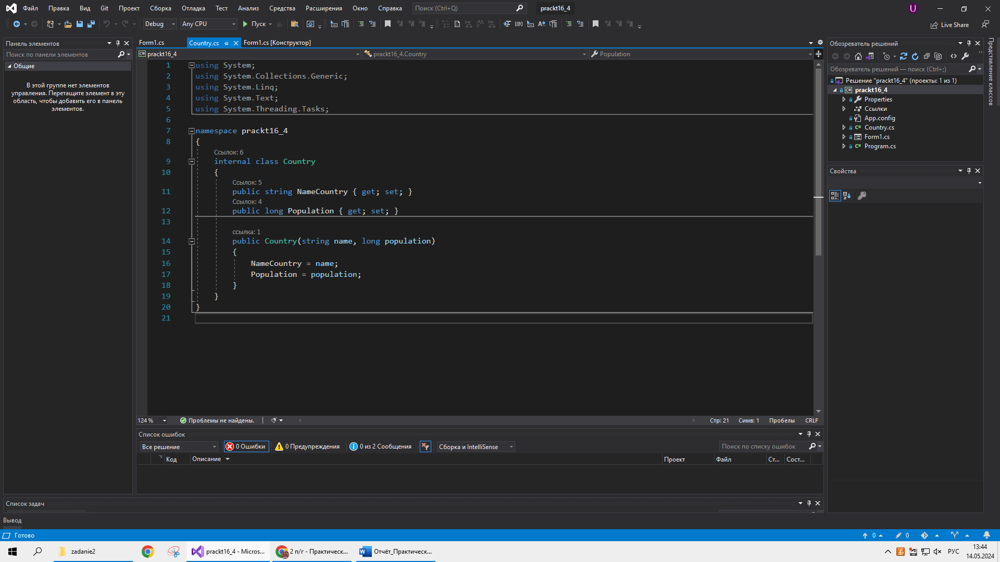 Файл Правка Вид Git Проект Сборка Отладка Тест Анализ Средства Расширения Окно Справка Поиск (Ctrl+Q) prackt16_4 U
Debug Any CPU Пуск Live Share
Панель элементов
Поиск по панели элементов
Общие
В этой группе нет элементов
управления. Перетащите элемент в эту
область, чтобы добавить его в панель
элементов.
Form1.cs Country.cs Form1.cs [Конструктор]
prackt16_4 prackt16_4.Country Population
1 using System;
2 using System.Collections.Generic;
3 using System.Linq;
4 using System.Text;
5 using System.Threading.Tasks;
6
7 namespace prackt16_4
8 {
Ссылок: 6
9 internal class Country
10 {
Ссылок: 5
11 public string NameCountry { get; set; }
Ссылок: 4
12 public long Population { get; set; }
13
ссылка: 1
14 public Country(string name, long population)
15 {
16 NameCountry = name;
17 Population = population;
18 }
19 }
20 }
21
124 % Проблемы не найдены. Стр: 21 Симв: 1 Пробелы CRLF
Список ошибок
Все решение 0 Ошибки 0 Предупреждения 0 из 2 Сообщения Сборка и IntelliSense Поиск по списку ошибок
Код Описание Проект Файл Ст... Сост...
Список задач
Вывод
Обозреватель решений
Обозреватель решений — поиск (Ctrl+;)
Решение "prackt16_4" (проекты: 1 из 1)
prackt16_4
Properties
Ссылки
App.config
Country.cs
Form1.cs
Program.cs
Свойства
Представление классов
Готово 0 0
zadanie2 prackt16_4 - Micros... 2 п/г - Практическ... Отчёт_Практическ... РУС
13:44
14.05.2024